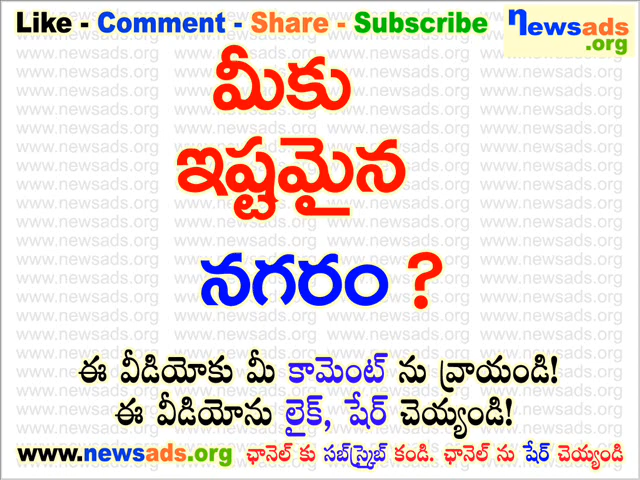 Like - Comment - Share - Subscribe
newsads
.org
మీకు
ఇష్టమైన
నగరం ?
ఈ వీడియోకు మీ కామెంట్ ను వ్రాయండి!
ఈ వీడియోను లైక్, షేర్ చెయ్యండి!
www.newsads.org ఛానెల్ కు సబ్‌స్క్రైబ్ కండి. ఛానెల్ ను షేర్ చెయ్యండి